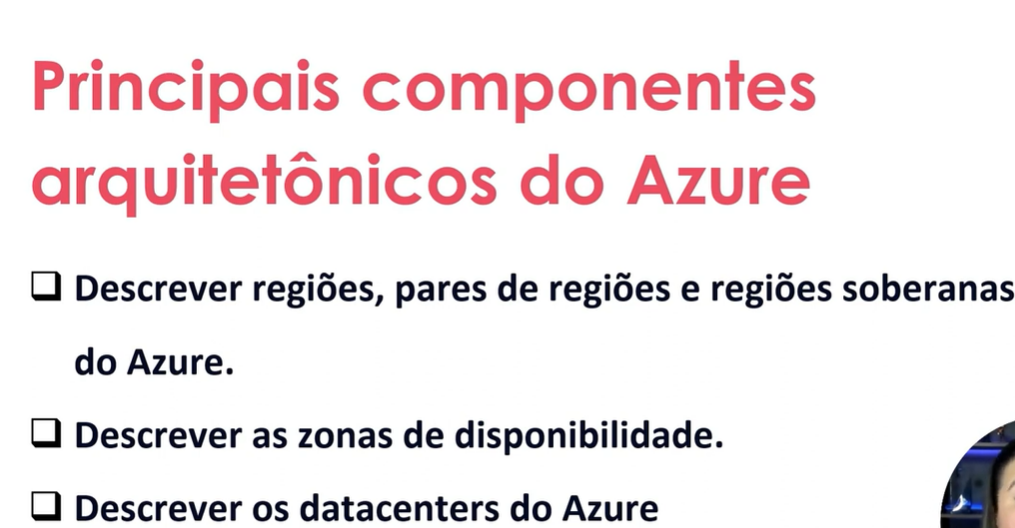 Principais componentes
arquitetônicos do Azure
Descrever regiões, pares de regiões e regiões soberanas
do Azure.
Descrever as zonas de disponibilidade.
Descrever os datacenters do Azure